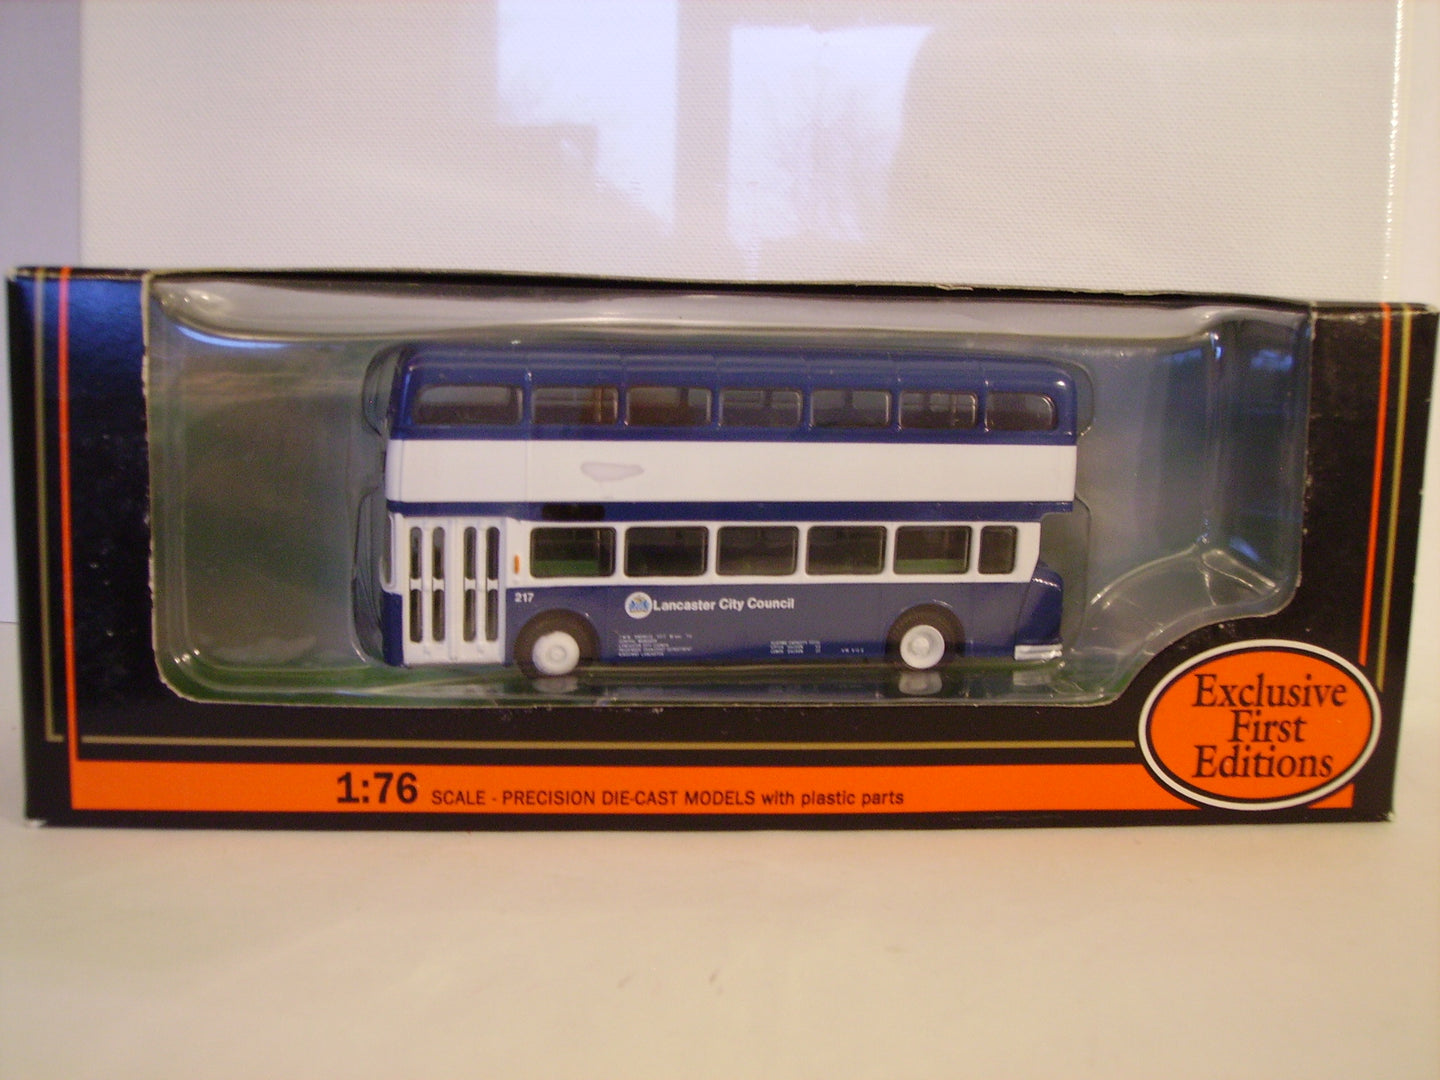 217
Lancaster City Council
Exclusive
First
Editions
1:76 SCALE - PRECISION DIE-CAST MODELS with plastic parts